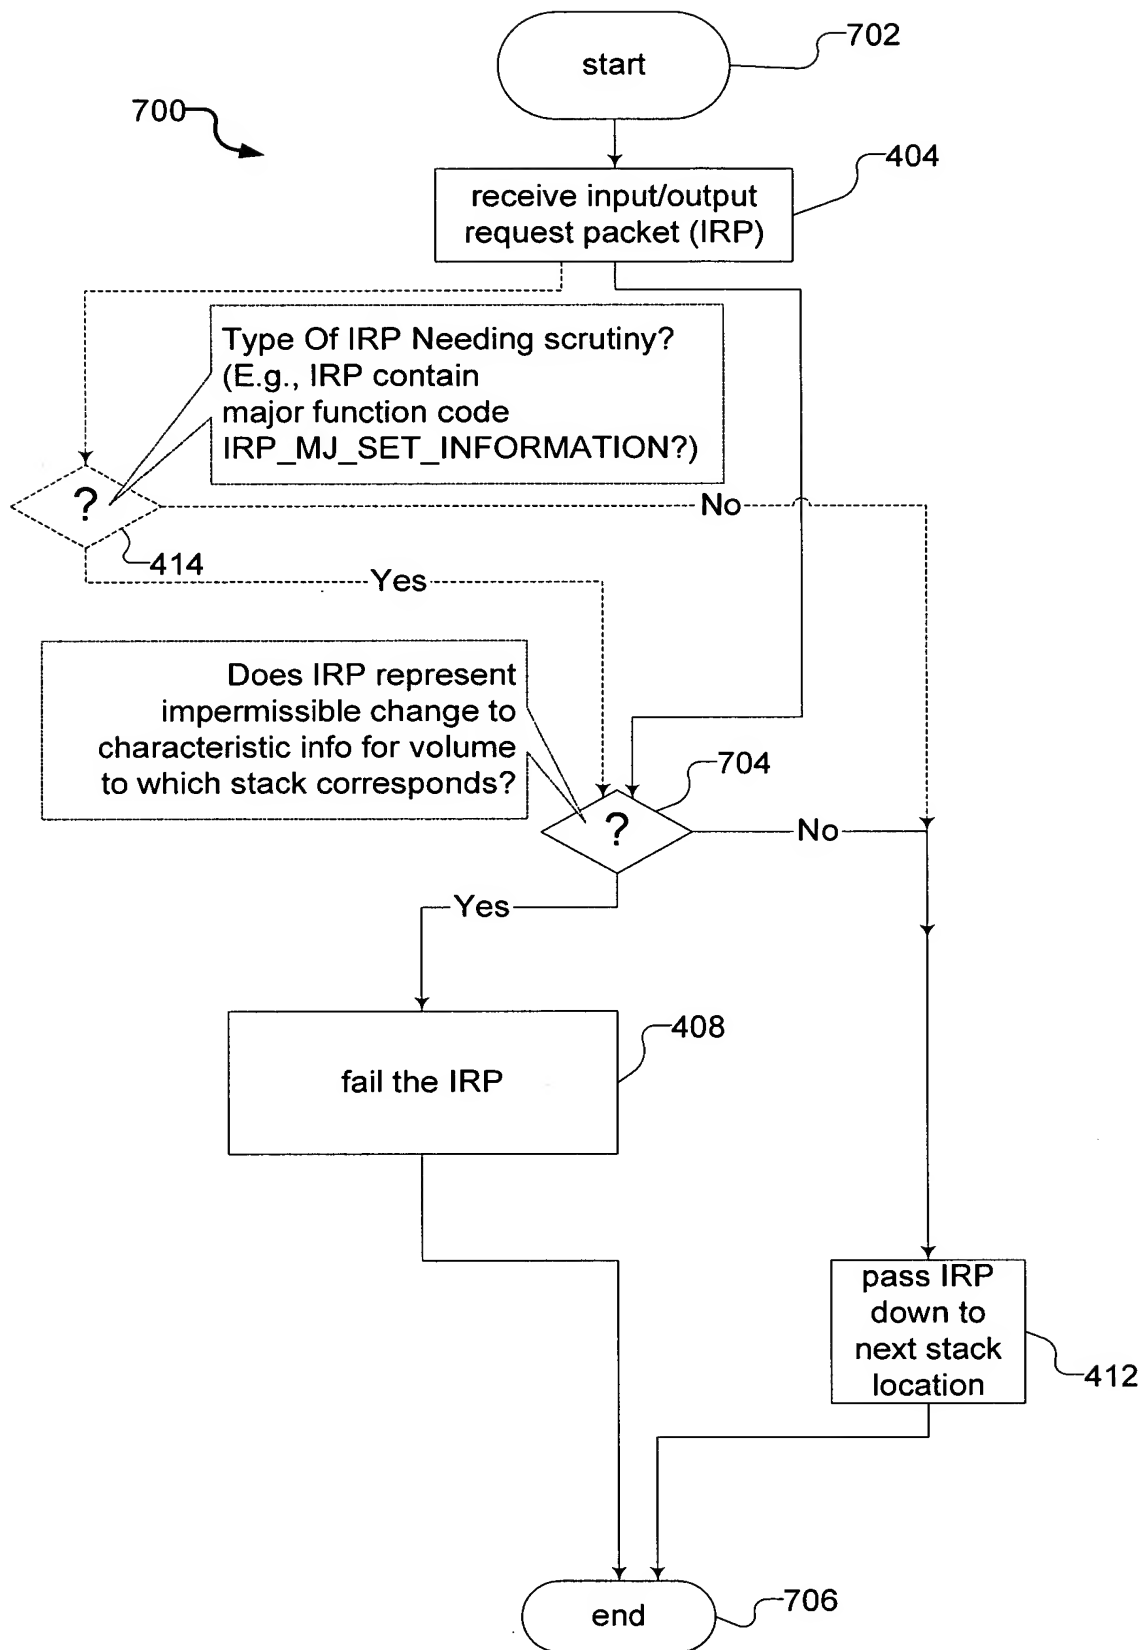 702
start
700
404
receive input/output
request packet (IRP)
Type Of IRP Needing scrutiny?
(E.g., IRP contain
major function code
IRP_MJ_SET_INFORMATION?)
?
No
414
Yes
Does IRP represent
impermissible change to
characteristic info for volume
to which stack corresponds?
704
?
No
Yes
408
fail the IRP
pass IRP
down to
next stack
location
412
end
706